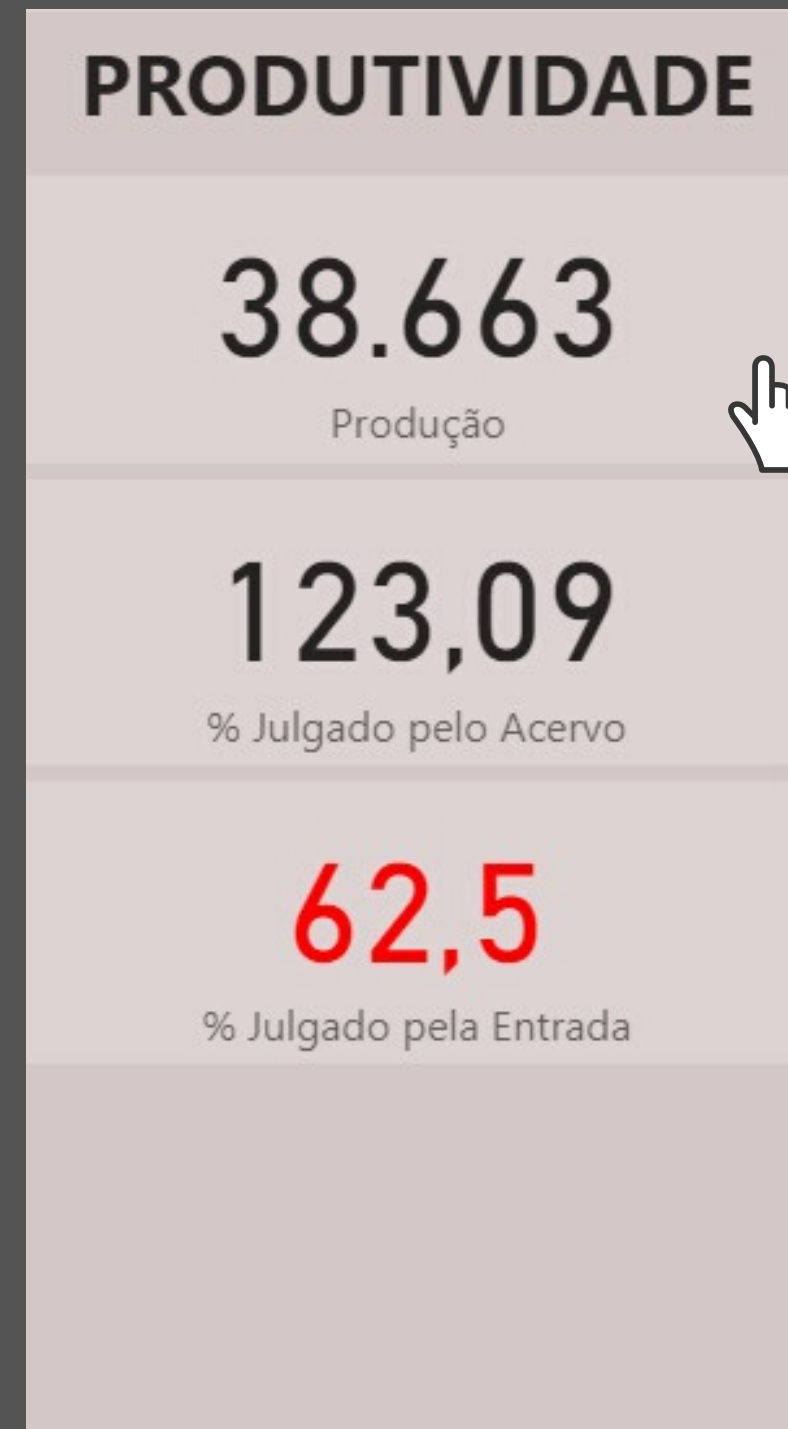 PRODUTIVIDADE
38.663
Produção
123,09
% Julgado pelo Acervo
62,5
% Julgado pela Entrada